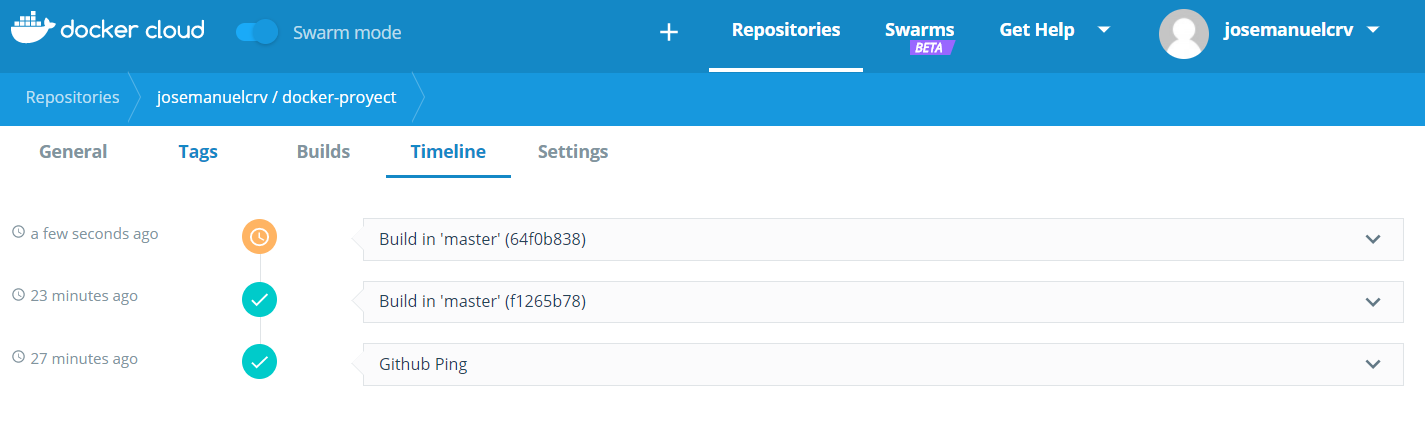 docker cloud Swarm mode + Repositories Swarms Get Help josemanuelcrv
BETA
Repositories josemanuelcrv / docker-proyect
General Tags Builds Timeline Settings
a few seconds ago Build in 'master' (64f0b838)
23 minutes ago Build in 'master' (f1265b78)
27 minutes ago Github Ping